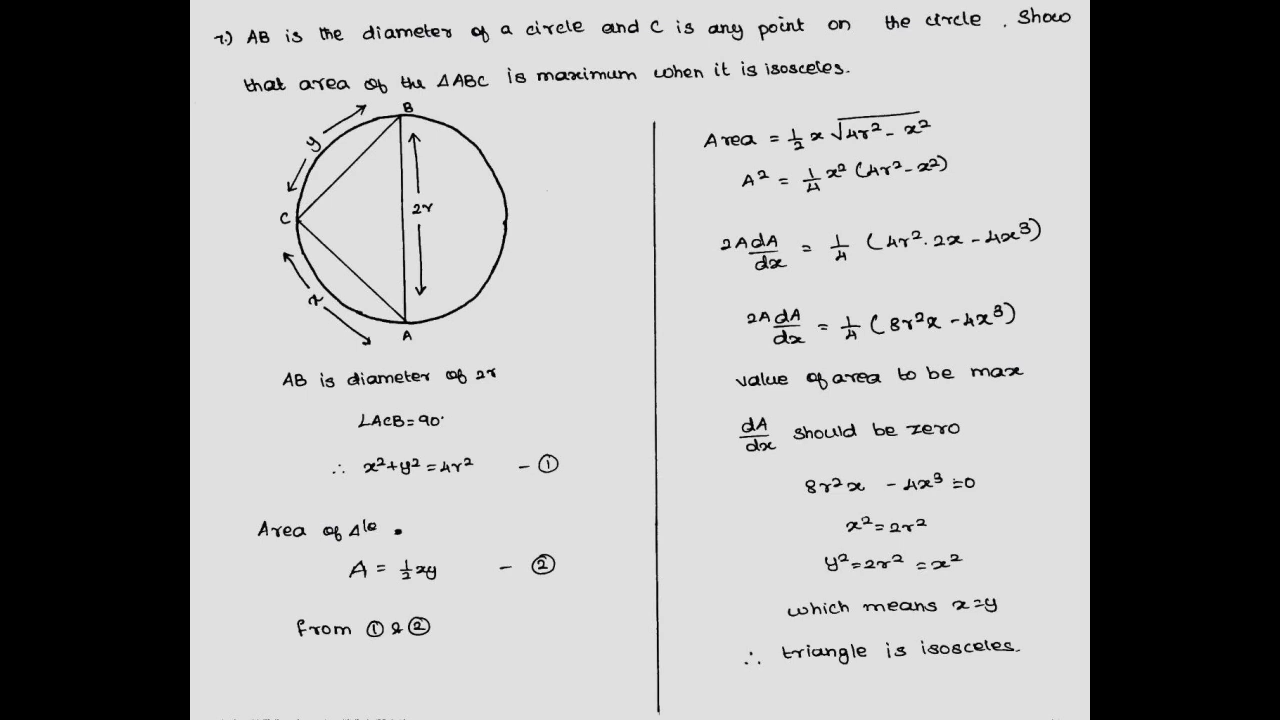 7.) AB is the diameter of a circle and C is any point on the circle. Show
that area of the ΔABC is maximum when it is isosceles.
B
y
C
2r
x
A
AB is diameter of 2r
∠ACB=90°
∴ x²+y²=4r² - ①
Area of Δle
A = ½xy - ②
from ① & ②
Area = ½ x √4r² - x²
A² = ¼ x² (4r² - x²)
2A dA/dx = ¼ (4r². 2x - 4x³)
2A dA/dx = ¼ (8r²x - 4x³)
value of area to be max
dA/dx should be zero
8r²x - 4x³ =0
x² = 2r²
y² = 2r² = x²
which means x=y
∴ triangle is isosceles.